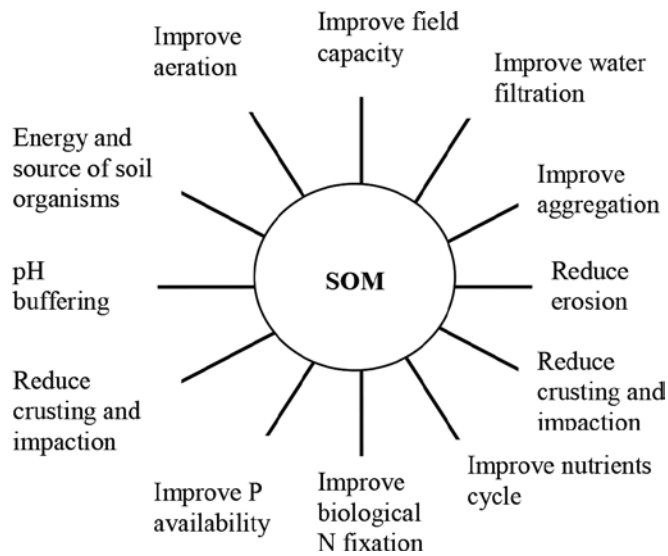 Improve
aeration
Improve field
capacity
Improve water
filtration
Energy and
source of soil
organisms
Improve
aggregation
pH
buffering
SOM
Reduce
erosion
Reduce
crusting and
impaction
Reduce
crusting and
impaction
Improve P
availability
Improve
biological
N fixation
Improve nutrients
cycle